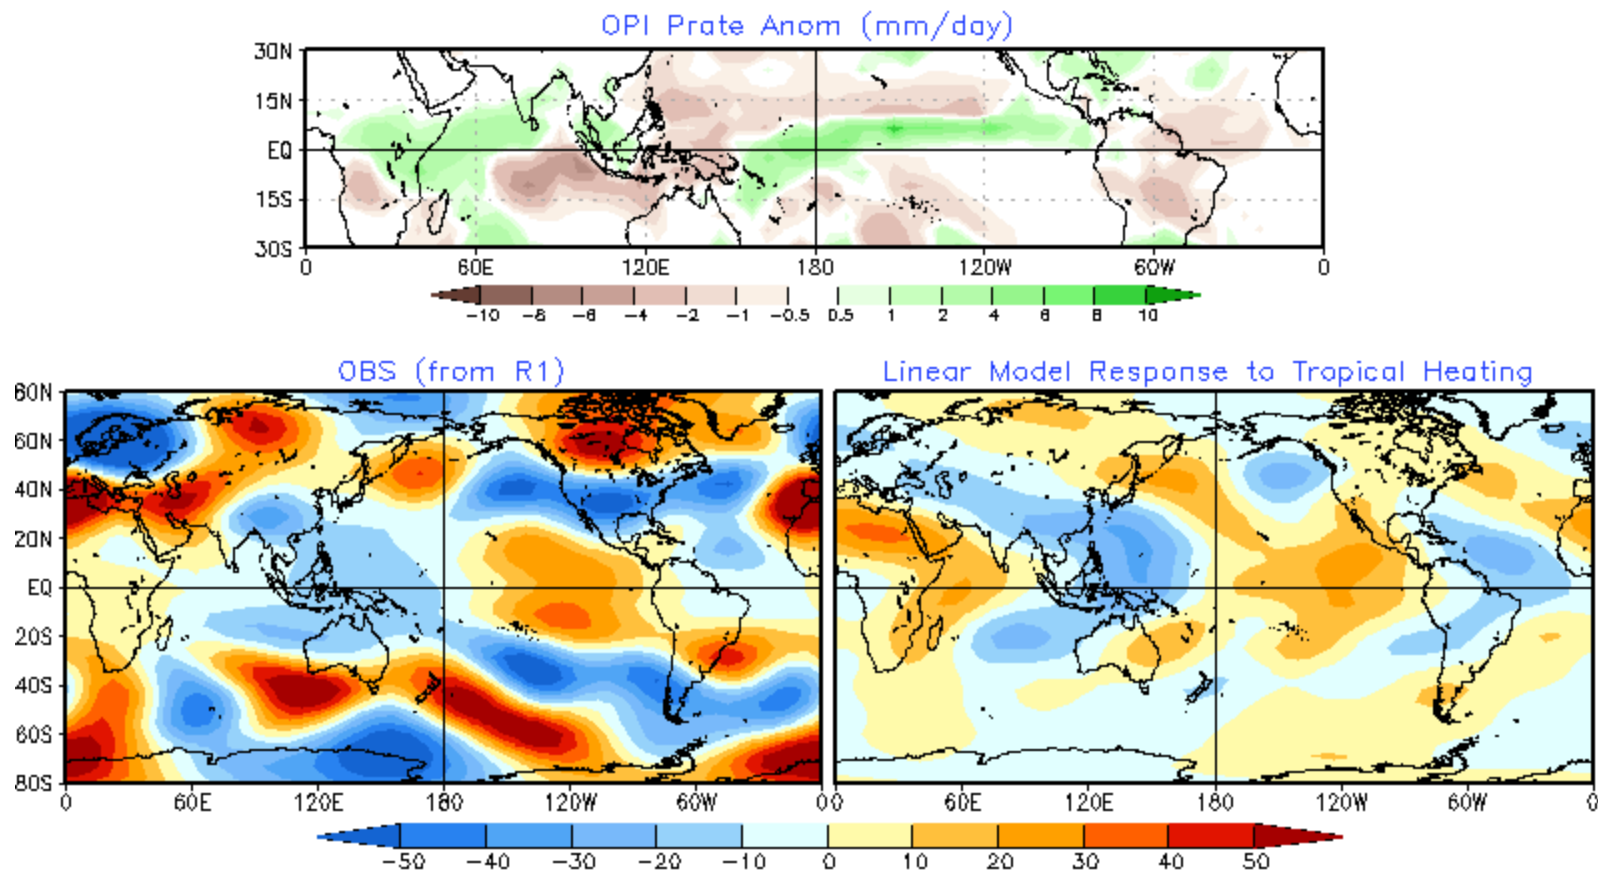 OPI Prate Anom (mm/day)
30N
15N
EQ
15S
30S
0 60E 120E 180 120W 60W 0
-10 -8 -6 -4 -2 -1 -0.5 0.5 1 2 4 6 8 10
OBS (from R1) Linear Model Response to Tropical Heating
80N
60N
40N
20N
EQ
20S
40S
60S
80S
0 60E 120E 180 120W 60W 0 0 60E 120E 180 120W 60W 0
-50 -40 -30 -20 -10 0 10 20 30 40 50